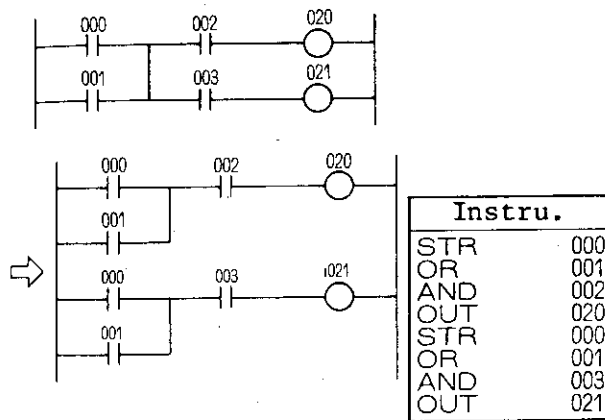 000 002 020
001 003 021
000 002 020
001
000 003 021
001
Instru.
STR 000
OR 001
AND 002
OUT 020
STR 000
OR 001
AND 003
OUT 021